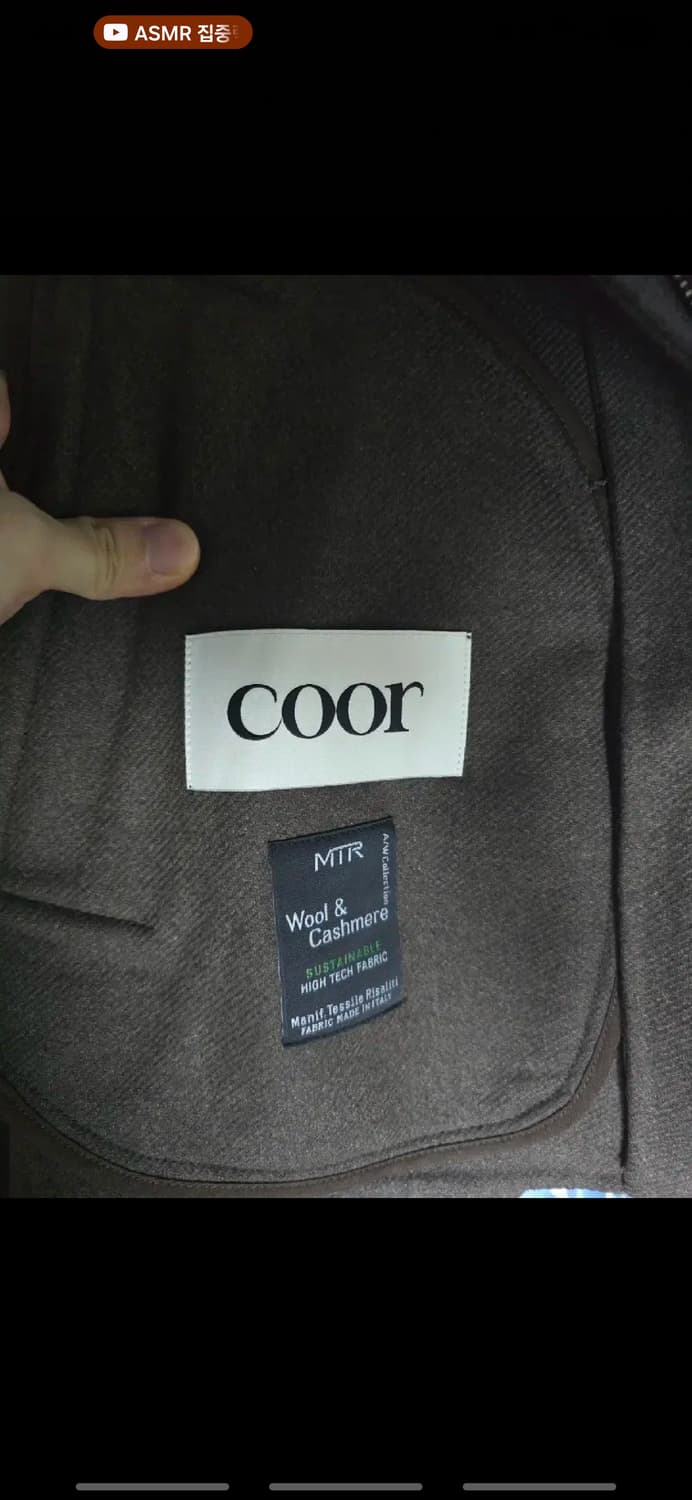 ASMR 집중
coor
MTR
A/W Collection
Wool &
Cashmere
SUSTAINABLE
HIGH TECH FABRIC
Manif. Tessile Risaliti
FABRIC MADE IN ITALY